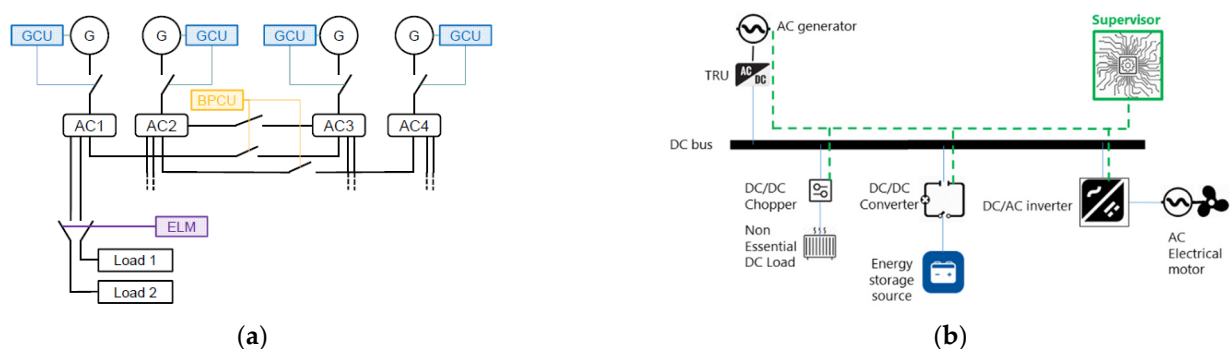 GCU G G GCU GCU G G GCU
BPCU
AC1 AC2 AC3 AC4
ELM
Load 1
Load 2
(a)
Supervisor
AC generator
TRU
AC
DC
DC bus
DC/DC
Chopper
Non
Essential
DC Load
DC/DC
Converter
Energy
storage
source
DC/AC inverter
AC
Electrical
motor
(b)